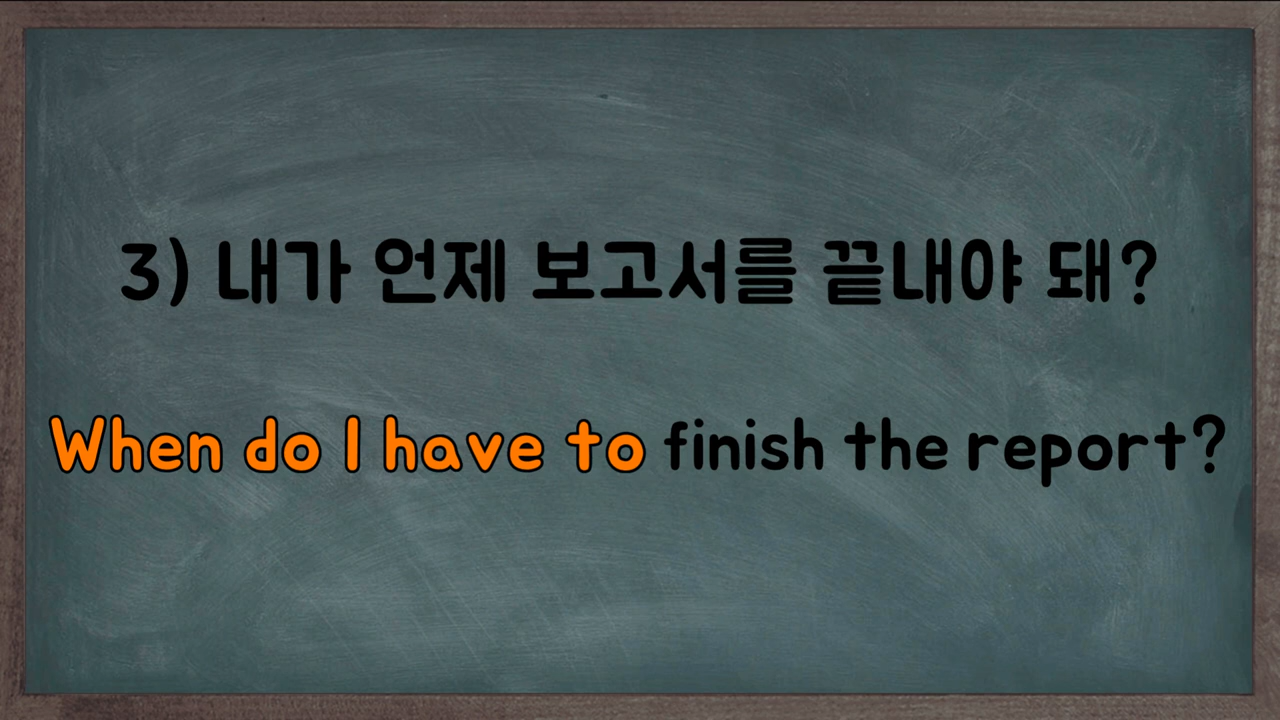 3) 내가 언제 보고서를 끝내야 돼?
When do I have to finish the report?